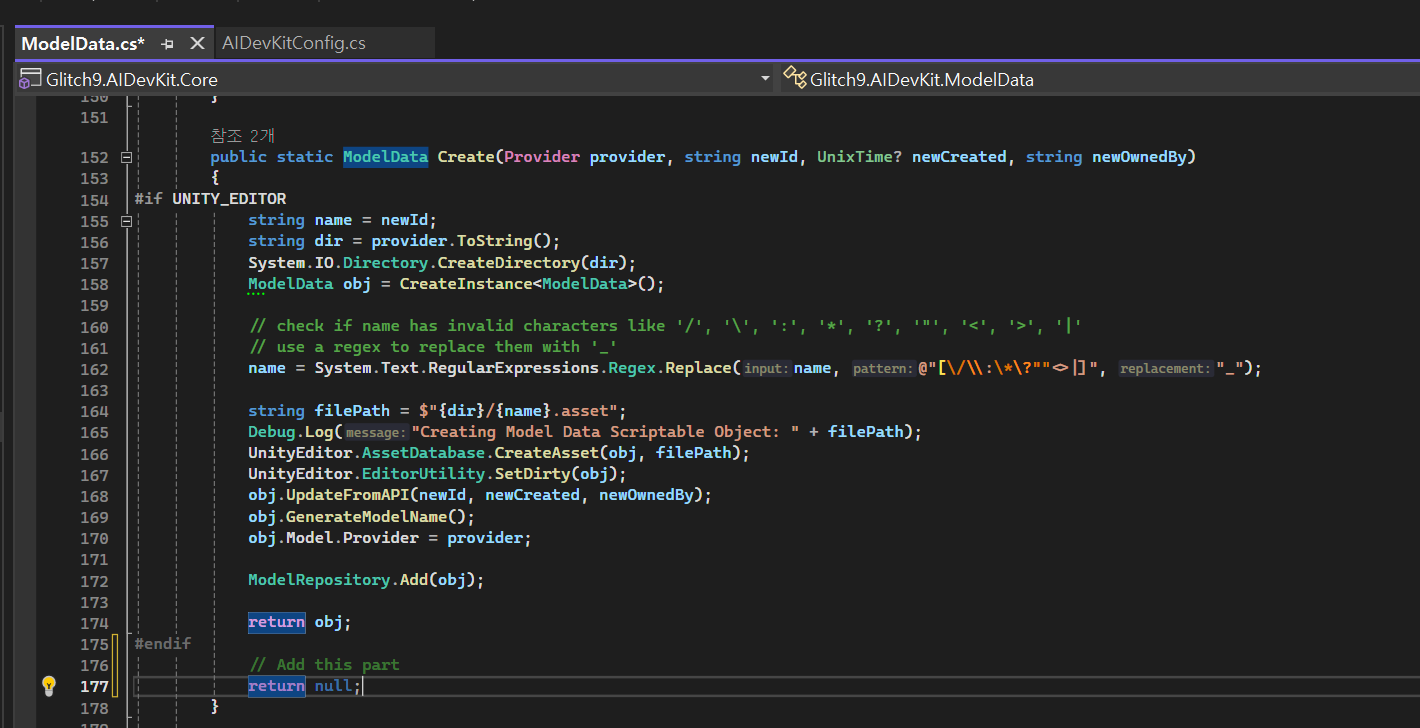 ModelData.cs*
AIDevKitConfig.cs
Glitch9.AIDevKit.Core
Glitch9.AIDevKit.ModelData
150 }
151
참조 2개
152 public static ModelData Create(Provider provider, string newId, UnixTime? newCreated, string newOwnedBy)
153 {
154 #if UNITY_EDITOR
155 string name = newId;
156 string dir = provider.ToString();
157 System.IO.Directory.CreateDirectory(dir);
158 ModelData obj = CreateInstance<ModelData>();
159
160 // check if name has invalid characters like '/', '\', ':', '*', '?', '"', '<', '>', '|'
161 // use a regex to replace them with '_'
162 name = System.Text.RegularExpressions.Regex.Replace(input: name, pattern: @"[\/\\:\*\?""<>|]", replacement: "_");
163
164 string filePath = $"{dir}/{name}.asset";
165 Debug.Log(message: "Creating Model Data Scriptable Object: " + filePath);
166 UnityEditor.AssetDatabase.CreateAsset(obj, filePath);
167 UnityEditor.EditorUtility.SetDirty(obj);
168 obj.UpdateFromAPI(newId, newCreated, newOwnedBy);
169 obj.GenerateModelName();
170 obj.Model.Provider = provider;
171
172 ModelRepository.Add(obj);
173
174 return obj;
175 #endif
176 // Add this part
177 return null;
178 }